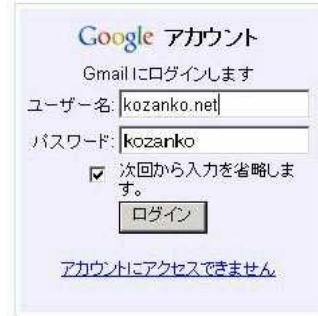 Google アカウント
Gmail にログインします
ユーザー名: kozanko.net
パスワード: kozanko
次回から入力を省略しま
す。
ログイン
アカウントにアクセスできません